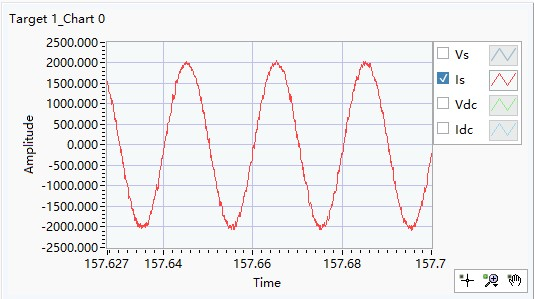 Target 1_Chart 0
2500.000
2000.000
1500.000
1000.000
500.000
0.000
-500.000
-1000.000
-1500.000
-2000.000
-2500.000
Amplitude
157.627 157.64 157.66 157.68 157.7
Time
Vs
Is
Vdc
Idc